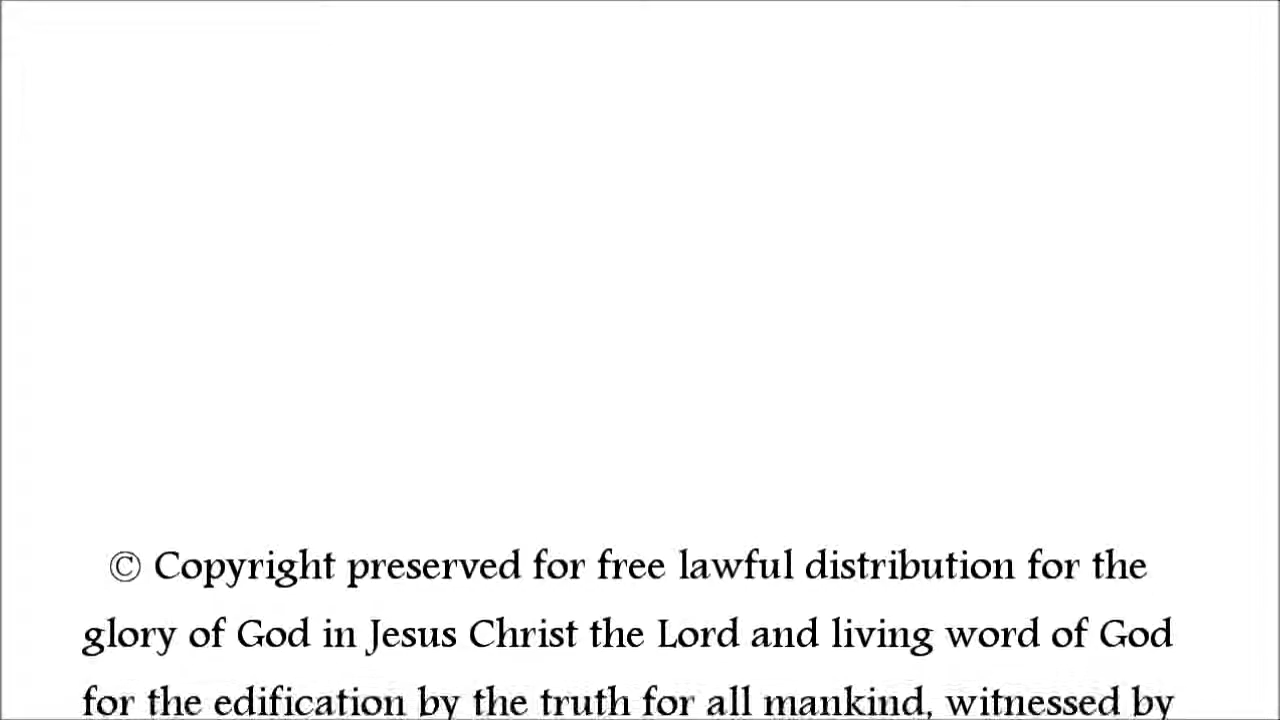 © Copyright preserved for free lawful distribution for the
glory of God in Jesus Christ the Lord and living word of God
for the edification by the truth for all mankind, witnessed by